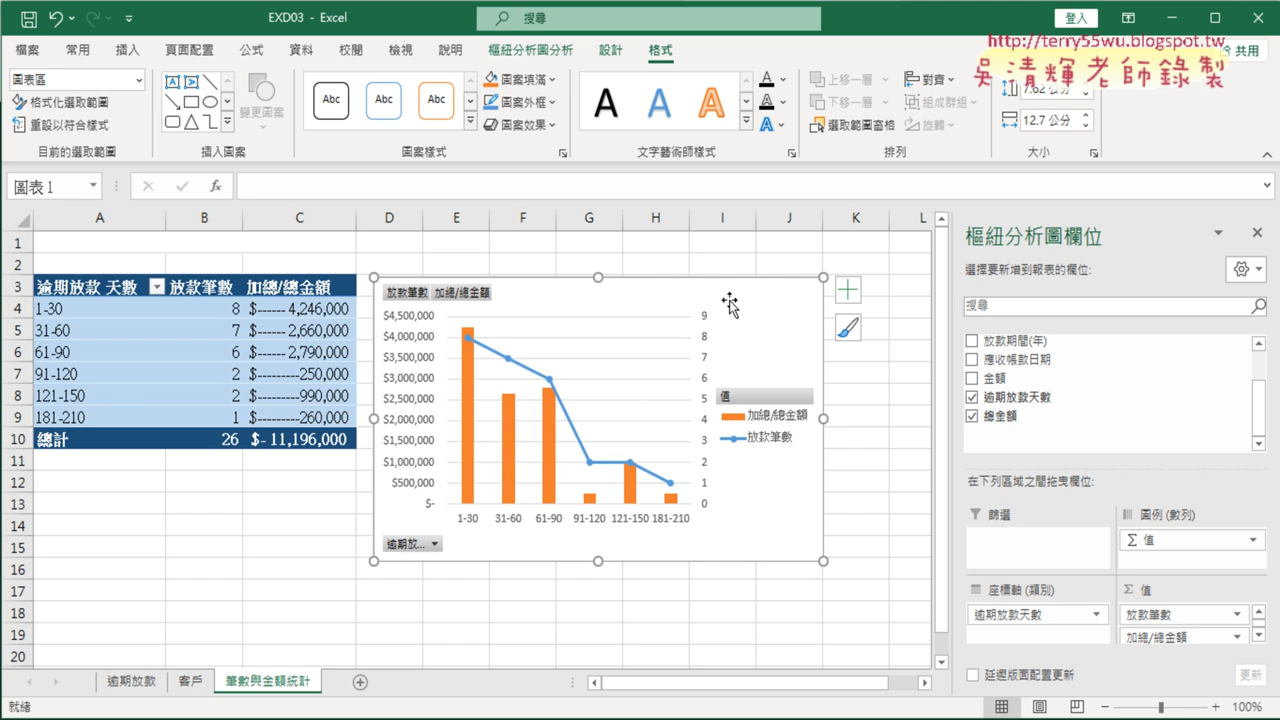 EXD03 - Excel
搜尋
登入
http://terry55wu.blogspot.tw
吳清輝老師錄製
檔案 常用 插入 頁面配置 公式 資料 校閱 檢視 說明 樞紐分析圖分析 設計 格式 共用
圖表區
格式化選取範圍
重設以符合樣式
目前的選取範圍
變更圖案
插入圖案
Abc Abc Abc
圖案填滿
圖案外框
圖案效果
圖案樣式
A A A
文字藝術師樣式
上移一層
下移一層
選取範圍窗格
對齊
組成群組
旋轉
排列
7.62 公分
12.7 公分
大小
圖表 1
fx
A B C D E F G H I J K L
1
2
3 逾期放款 天數 放款筆數 加總/總金額
4 1-30 8 $------ 4,246,000
5 31-60 7 $------ 2,660,000
6 61-90 6 $------ 2,790,000
7 91-120 2 $--------250,000
8 121-150 2 $--------990,000
9 181-210 1 $--------260,000
10 總計 26 $- 11,196,000
11
12
13
14
15
16
17
18
19
20
放款筆數 加總/總金額
$4,500,000
$4,000,000
$3,500,000
$3,000,000
$2,500,000
$2,000,000
$1,500,000
$1,000,000
$500,000
$-
9
8
7
6
5
4
3
2
1
0
1-30 31-60 61-90 91-120 121-150 181-210
值
加總/總金額
放款筆數
逾期放...
樞紐分析圖欄位
選擇要新增到報表的欄位:
搜尋
放款期間(年)
應收帳款日期
金額
逾期放款天數
總金額
在下列區域之間拖曳欄位:
篩選
圖例 (數列)
Σ 值
座標軸 (類別)
Σ 值
逾期放款天數
放款筆數
加總/總金額
延遲版面配置更新
更新
逾期放款 客戶 筆數與金額統計
就緒
100%